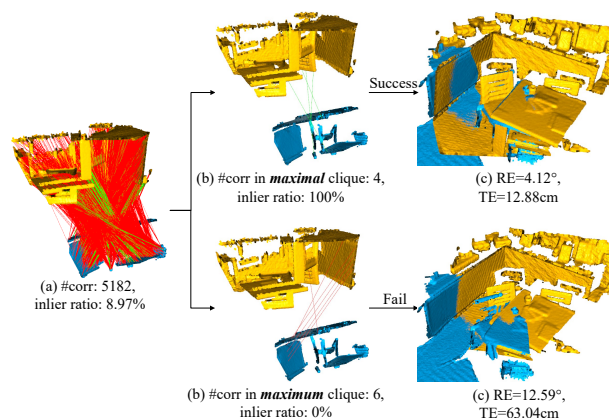 Success
(b) #corr in maximal clique: 4,
inlier ratio: 100%
(c) RE=4.12°,
TE=12.88cm
(a) #corr: 5182,
inlier ratio: 8.97%
Fail
(b) #corr in maximum clique: 6,
inlier ratio: 0%
(c) RE=12.59°,
TE=63.04cm